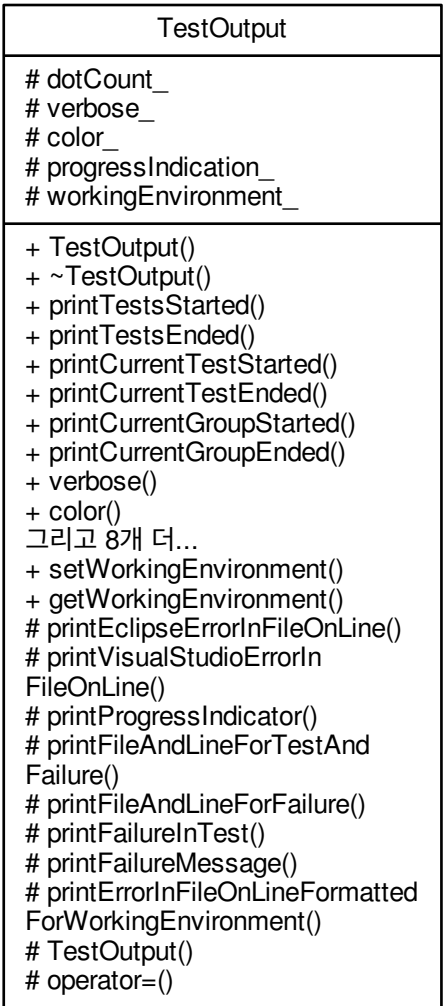 TestOutput
# dotCount_
# verbose_
# color_
# progressIndication_
# workingEnvironment_
+ TestOutput()
+ ~TestOutput()
+ printTestsStarted()
+ printTestsEnded()
+ printCurrentTestStarted()
+ printCurrentTestEnded()
+ printCurrentGroupStarted()
+ printCurrentGroupEnded()
+ verbose()
+ color()
그리고 8개 더...
+ setWorkingEnvironment()
+ getWorkingEnvironment()
# printEclipseErrorInFileOnLine()
# printVisualStudioErrorIn
FileOnLine()
# printProgressIndicator()
# printFileAndLineForTestAnd
Failure()
# printFileAndLineForFailure()
# printFailureInTest()
# printFailureMessage()
# printErrorInFileOnLineFormatted
ForWorkingEnvironment()
# TestOutput()
# operator=()